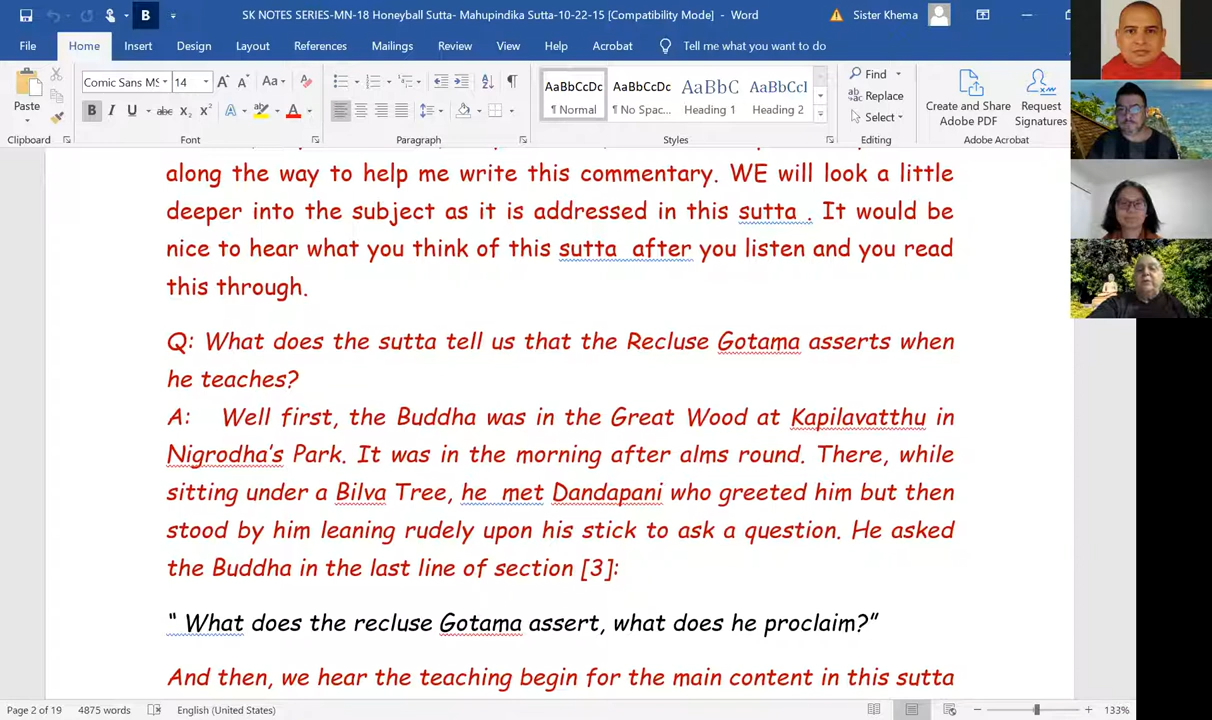 SK NOTES SERIES-MN-18 Honeyball Sutta- Mahupindika Sutta-10-22-15 [Compatibility Mode] - Word
Sister Khema
File Home Insert Design Layout References Mailings Review View Help Acrobat Tell me what you want to do
Paste
Comic Sans MS 14
AaBbCcDc AaBbCcDc AaBbC AaBbCcI
Normal No Spac... Heading 1 Heading 2
Find
Replace
Select
Create and Share Adobe PDF
Request Signatures
Clipboard Font Paragraph Styles Editing Adobe Acrobat
along the way to help me write this commentary. WE will look a little
deeper into the subject as it is addressed in this sutta . It would be
nice to hear what you think of this sutta after you listen and you read
this through.
Q: What does the sutta tell us that the Recluse Gotama asserts when
he teaches?
A: Well first, the Buddha was in the Great Wood at Kapilavatthu in
Nigrodha's Park. It was in the morning after alms round. There, while
sitting under a Bilva Tree, he met Dandapani who greeted him but then
stood by him leaning rudely upon his stick to ask a question. He asked
the Buddha in the last line of section [3]:
“ What does the recluse Gotama assert, what does he proclaim?”
And then, we hear the teaching begin for the main content in this sutta
Page 2 of 19 4875 words English (United States) 133%